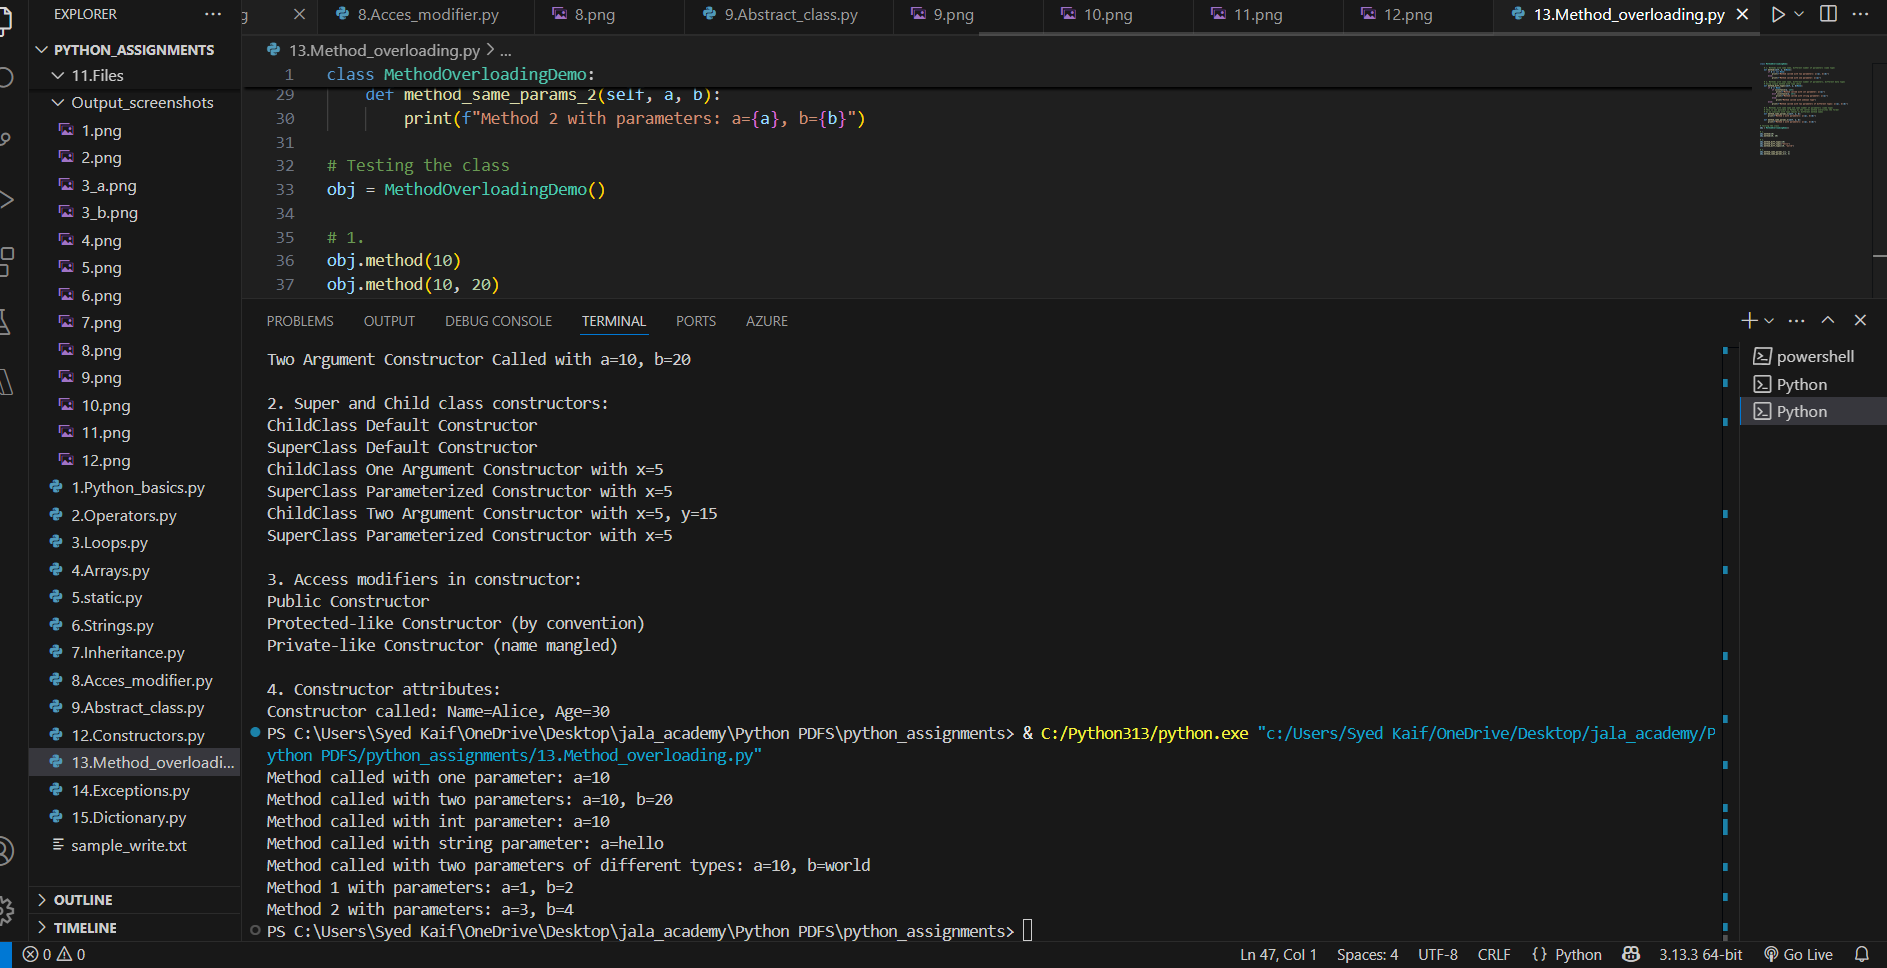 EXPLORER
PYTHON_ASSIGNMENTS
11.Files
Output_screenshots
1.png
2.png
3_a.png
3_b.png
4.png
5.png
6.png
7.png
8.png
9.png
10.png
11.png
12.png
1.Python_basics.py
2.Operators.py
3.Loops.py
4.Arrays.py
5.static.py
6.Strings.py
7.Inheritance.py
8.Acces_modifier.py
9.Abstract_class.py
12.Constructors.py
13.Method_overloadi...
14.Exceptions.py
15.Dictionary.py
sample_write.txt
OUTLINE
TIMELINE
g 8.Acces_modifier.py 8.png 9.Abstract_class.py 9.png 10.png 11.png 12.png 13.Method_overloading.py
13.Method_overloading.py > ...
1 class MethodOverloadingDemo:
29 def method_same_params_2(self, a, b):
30 print(f"Method 2 with parameters: a={a}, b={b}")
31
32 # Testing the class
33 obj = MethodOverloadingDemo()
34
35 # 1.
36 obj.method(10)
37 obj.method(10, 20)
PROBLEMS OUTPUT DEBUG CONSOLE TERMINAL PORTS AZURE
Two Argument Constructor Called with a=10, b=20
2. Super and Child class constructors:
ChildClass Default Constructor
SuperClass Default Constructor
ChildClass One Argument Constructor with x=5
SuperClass Parameterized Constructor with x=5
ChildClass Two Argument Constructor with x=5, y=15
SuperClass Parameterized Constructor with x=5
3. Access modifiers in constructor:
Public Constructor
Protected-like Constructor (by convention)
Private-like Constructor (name mangled)
4. Constructor attributes:
Constructor called: Name=Alice, Age=30
PS C:\Users\Syed Kaif\OneDrive\Desktop\jala_academy\Python PDFS\python_assignments> & C:/Python313/python.exe "c:/Users/Syed Kaif/OneDrive/Desktop/jala_academy/P
ython PDFS/python_assignments/13.Method_overloading.py"
Method called with one parameter: a=10
Method called with two parameters: a=10, b=20
Method called with int parameter: a=10
Method called with string parameter: a=hello
Method called with two parameters of different types: a=10, b=world
Method 1 with parameters: a=1, b=2
Method 2 with parameters: a=3, b=4
PS C:\Users\Syed Kaif\OneDrive\Desktop\jala_academy\Python PDFS\python_assignments>
powershell
Python
Python
0 0 Ln 47, Col 1 Spaces: 4 UTF-8 CRLF {} Python 3.13.3 64-bit Go Live